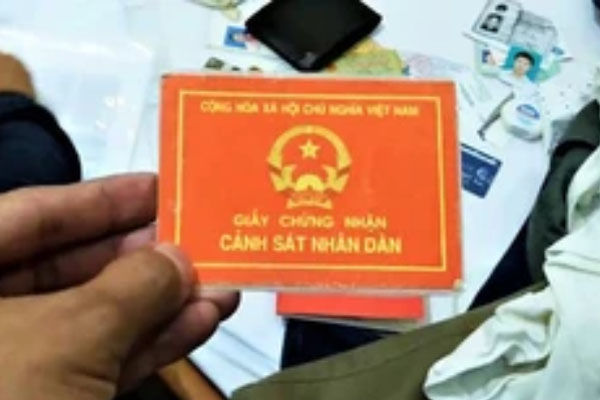 CỘNG HÒA XÃ HỘI CHỦ NGHĨA VIỆT NAM
GIẤY CHỨNG NHẬN
CẢNH SÁT NHÂN DÂN